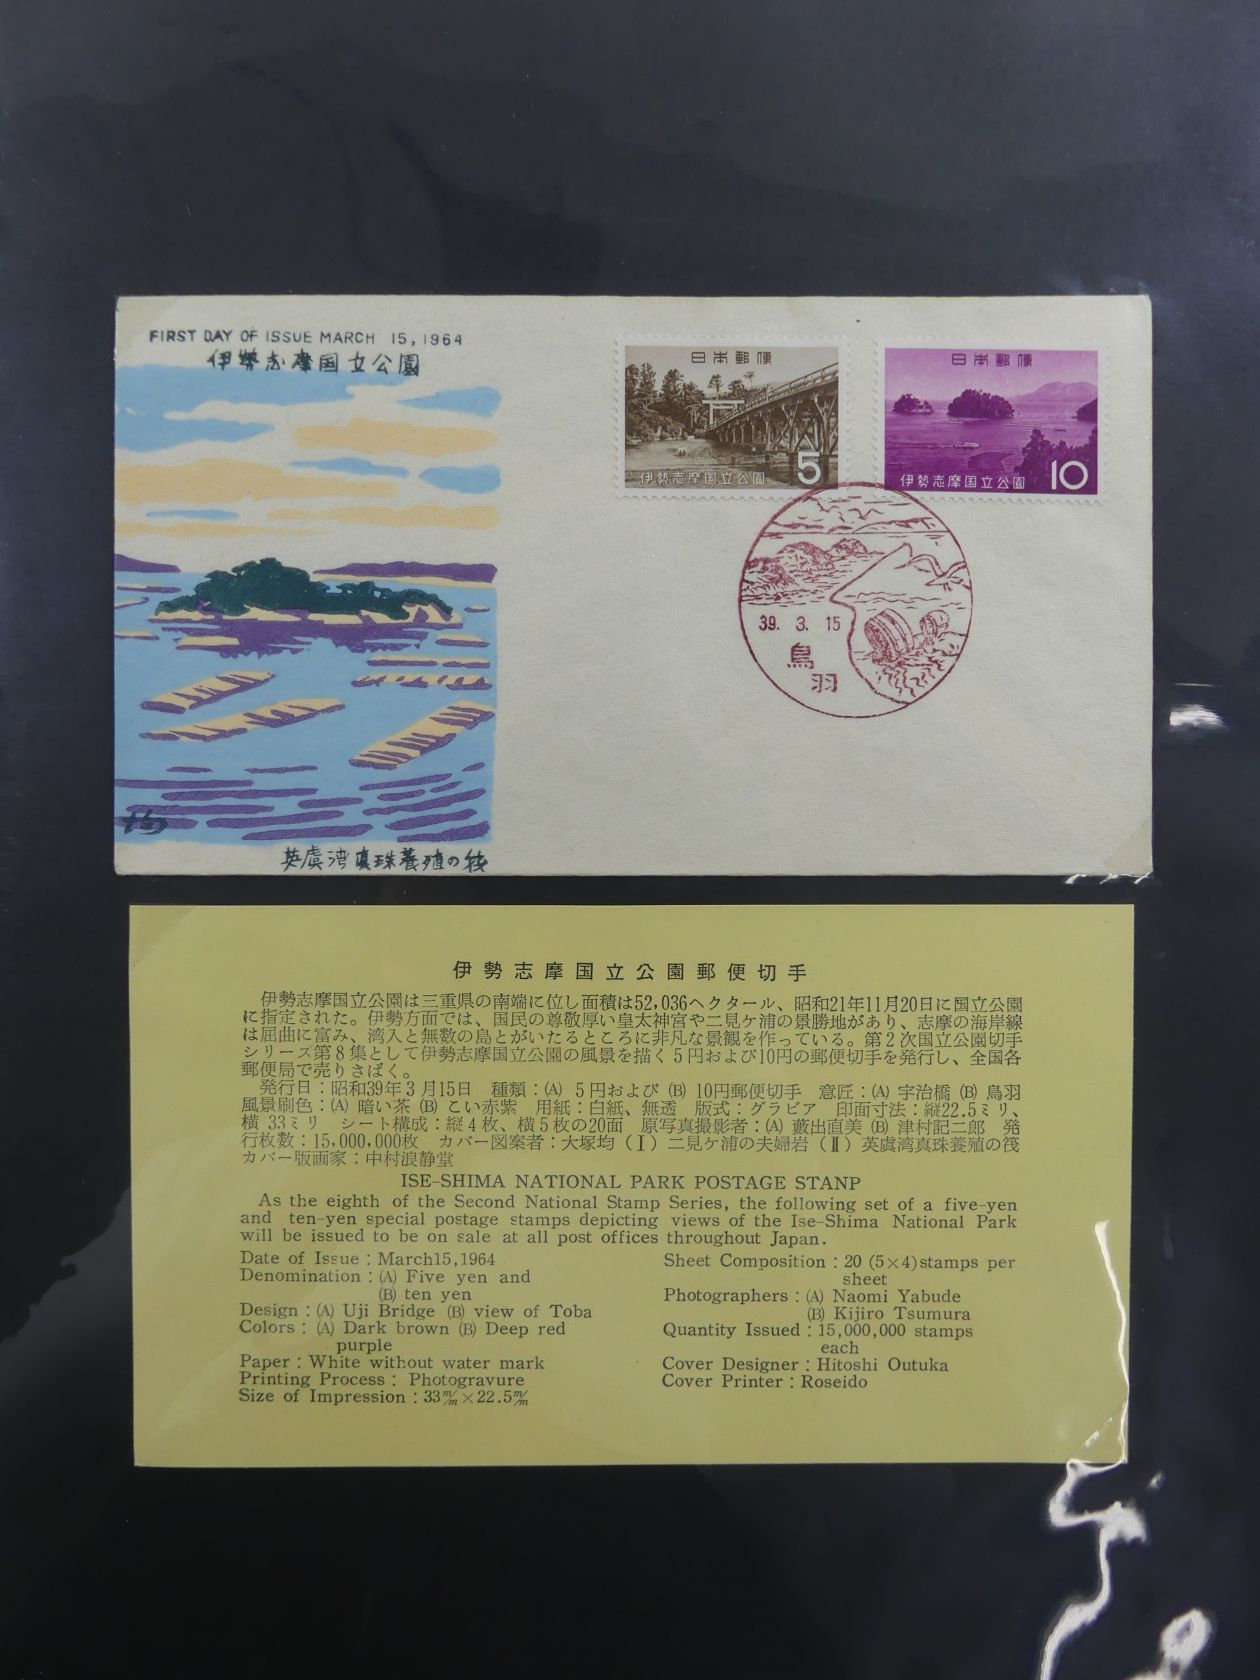 FIRST DAY OF ISSUE MARCH 15, 1964
伊勢志摩国立公園
日本郵便
伊勢志摩国立公園
5
日本郵便
伊勢志摩国立公園
10
39. 3. 15
鳥
羽
英虞湾真珠養殖の筏
伊勢志摩国立公園郵便切手
伊勢志摩国立公園は三重県の南端に位し面積は52,036ヘクタール、昭和21年11月20日に国立公園
に指定された。伊勢方面では、国民の尊敬厚い皇太神宮や二見ケ浦の景勝地があり、志摩の海岸線
は屈曲に富み、湾入と無数の島とがいたるところに非凡な景観を作っている。第2次国立公園切手
シリーズ第8集として伊勢志摩国立公園の風景を描く5円および10円の郵便切手を発行し、全国各
郵便局で売りさばく。
発行日:昭和39年3月15日 種類:(A) 5円および (B) 10円郵便切手 意匠:(A) 宇治橋 (B) 鳥羽
風景刷色:(A) 暗い茶 (B) こい赤紫 用紙:白紙、無透 版式:グラビア 印面寸法:縦22.5ミリ、
横33ミリ シート構成:縦4枚、横5枚の20面 原写真撮影者:(A) 藪出直美 (B) 津村記二郎 発
行枚数:15,000,000枚 カバー図案者:大塚均 (Ⅰ) 二見ケ浦の夫婦岩 (Ⅱ) 英虞湾真珠養殖の筏
カバー版画家:中村浪静堂
ISE-SHIMA NATIONAL PARK POSTAGE STANP
As the eighth of the Second National Stamp Series, the following set of a five-yen
and ten-yen special postage stamps depicting views of the Ise-Shima National Park
will be issued to be on sale at all post offices throughout Japan.
Date of Issue : March15,1964
Denomination : (A) Five yen and
(B) ten yen
Design : (A) Uji Bridge (B) view of Toba
Colors : (A) Dark brown (B) Deep red
purple
Paper : White without water mark
Printing Process : Photogravure
Size of Impression : 33m/m×22.5m/m
Sheet Composition : 20 (5×4)stamps per
sheet
Photographers : (A) Naomi Yabude
(B) Kijiro Tsumura
Quantity Issued : 15,000,000 stamps
each
Cover Designer : Hitoshi Outuka
Cover Printer : Roseido